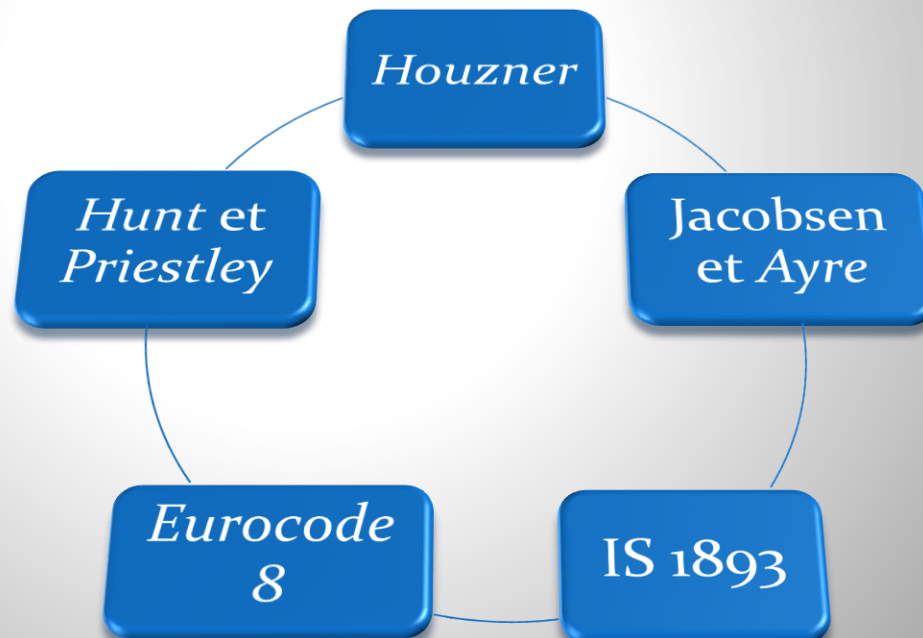 Houzner
Jacobsen
et Ayre
IS 1893
Eurocode
8
Hunt et
Priestley